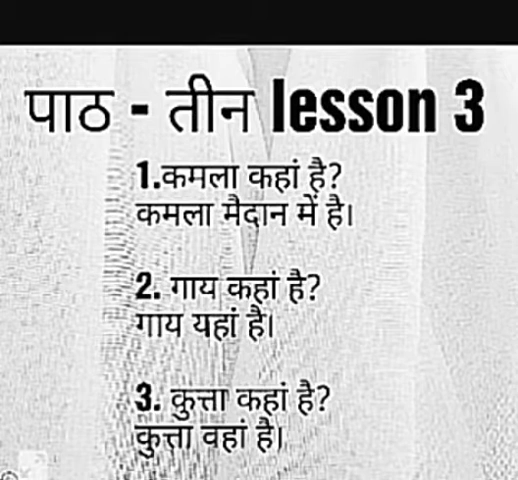 पाठ - तीन lesson 3
1.कमला कहां है?
कमला मैदान में है।
2. गाय कहां है?
गाय यहां है।
3. कुत्ता कहां है?
कुत्ता वहां है।